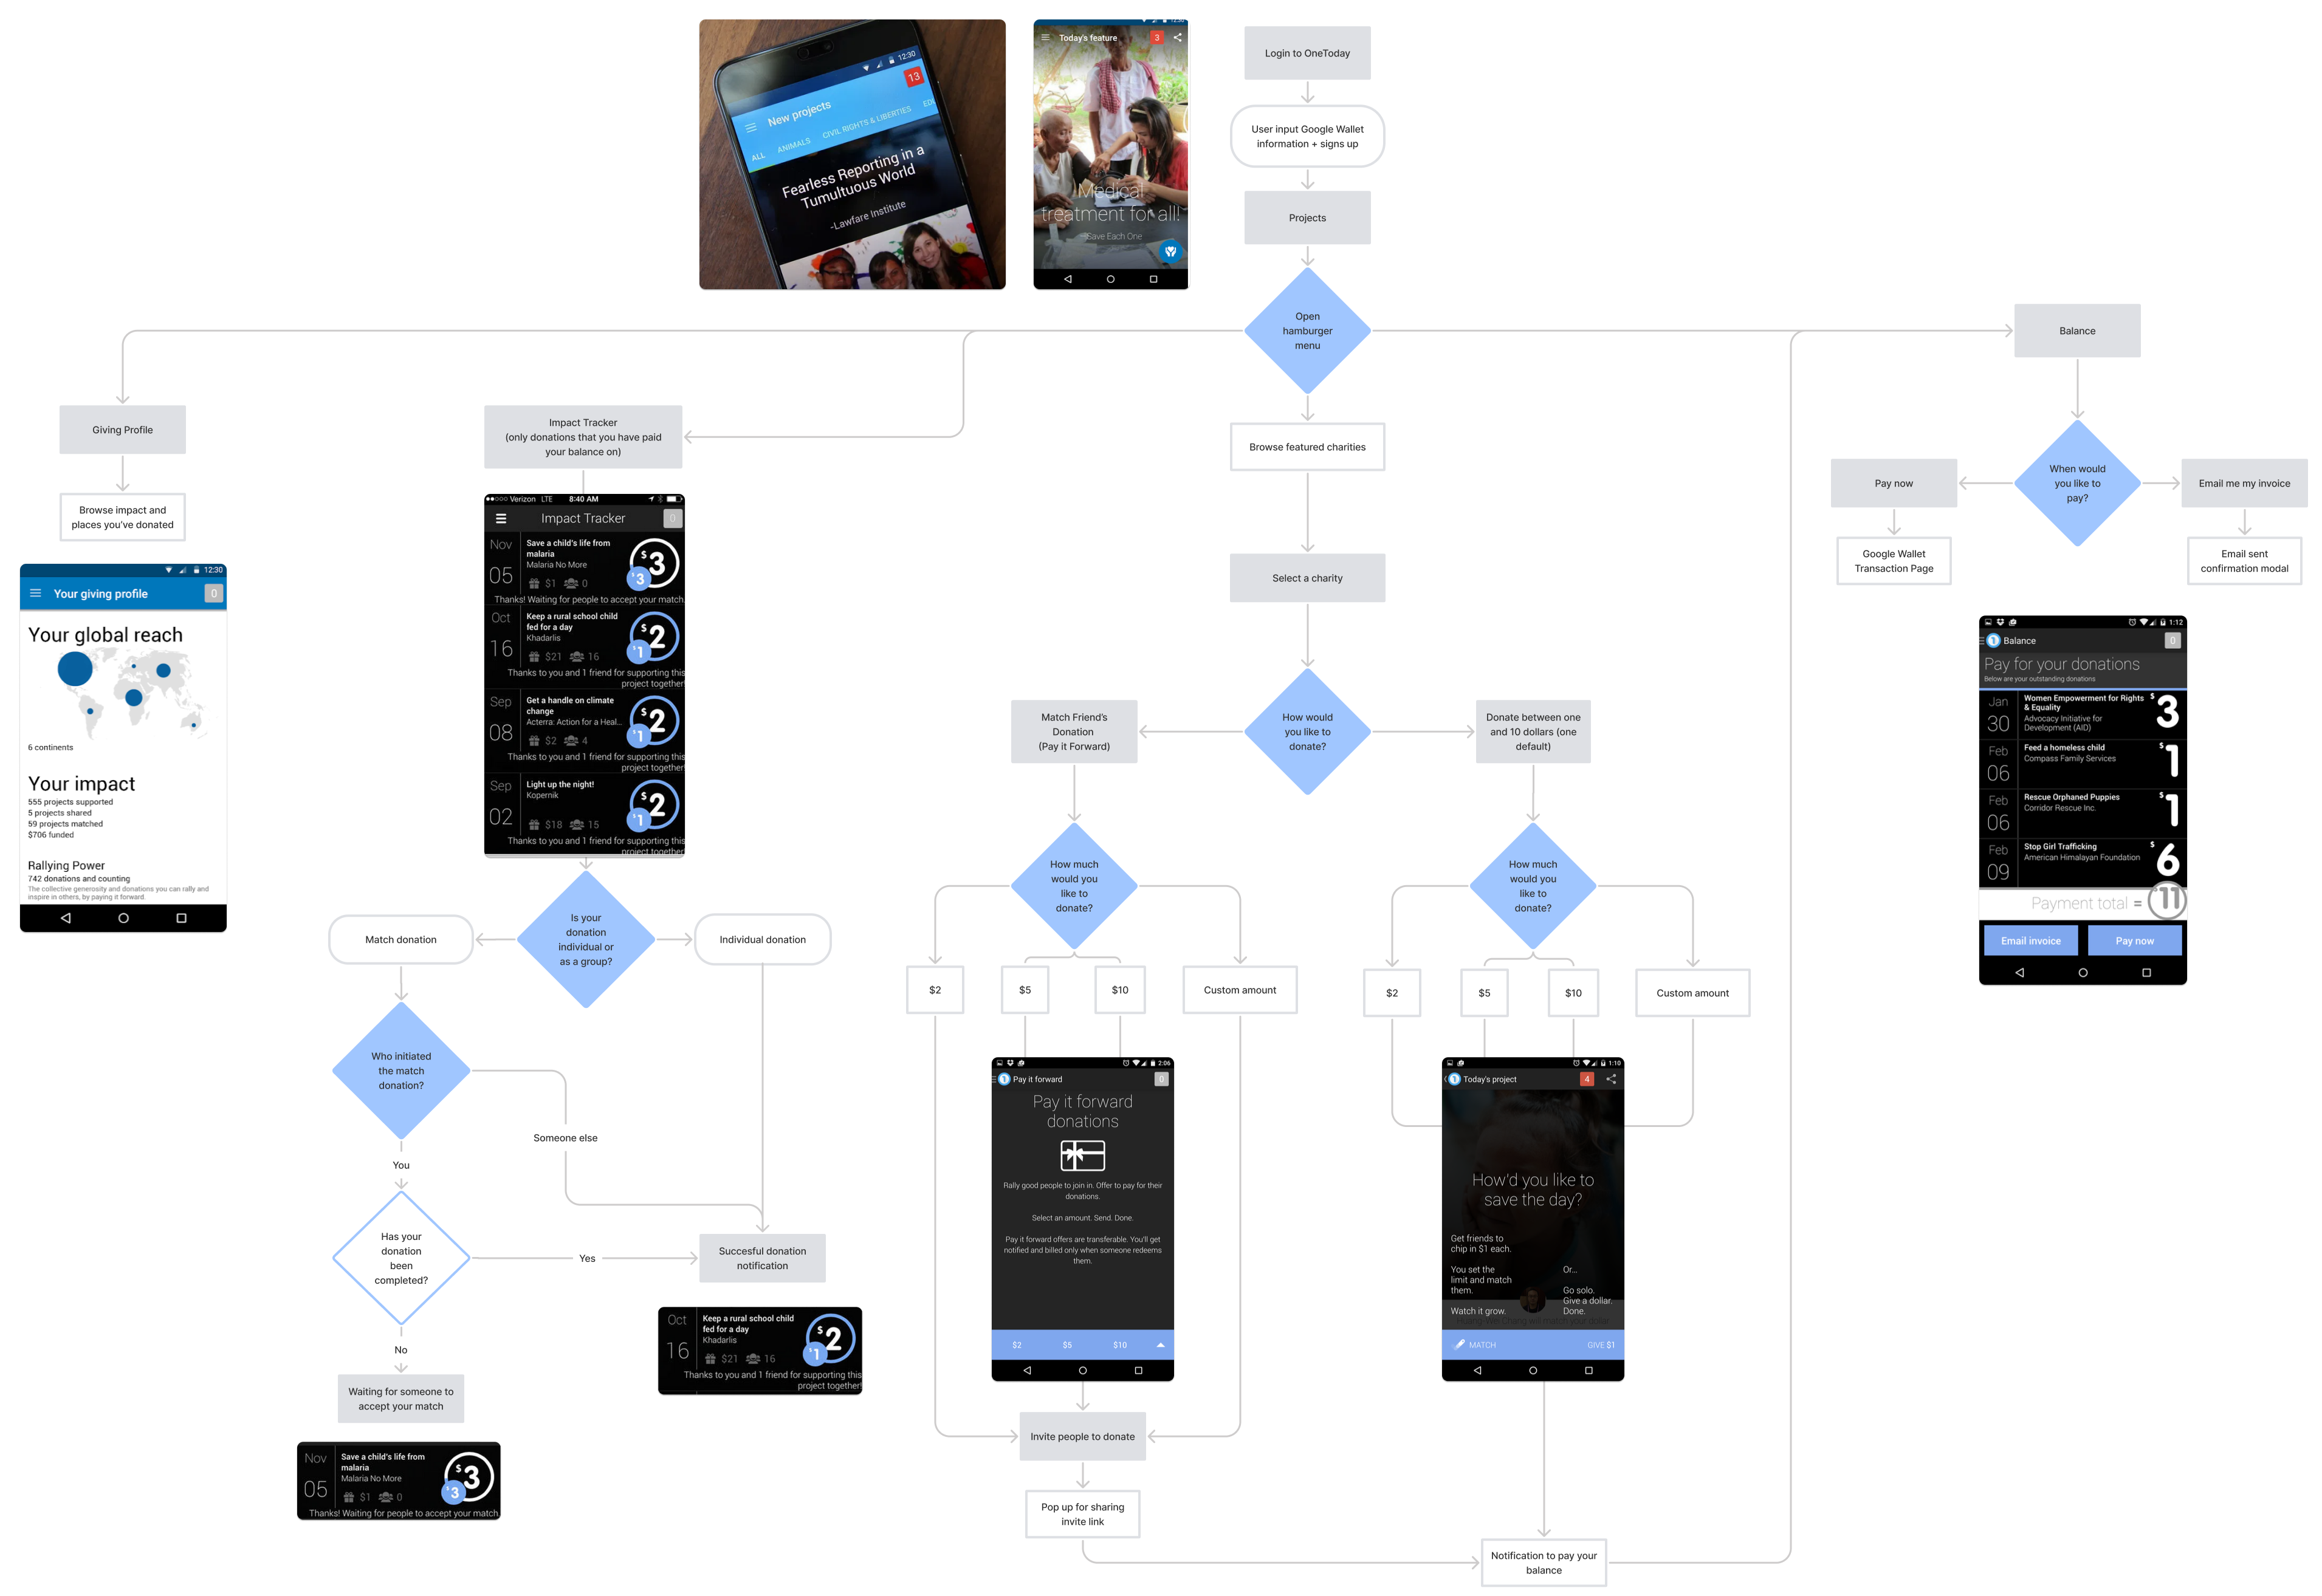 12:30
13
New projects
ALL ANIMALS CIVIL RIGHTS & LIBERTIES
Fearless Reporting in a
Tumultuous World
-Lawfare Institute
12:30
Today's feature 3
Medical
treatment for all!
-Save Each One
Login to OneToday
User input Google Wallet
information + signs up
Projects
Open
hamburger
menu
Balance
Giving Profile
Browse impact and
places you've donated
12:30
Your giving profile 0
Your global reach
6 continents
Your impact
555 projects supported
5 projects shared
59 projects matched
$706 funded
Rallying Power
742 donations and counting
The collective generosity and donations you can rally and
inspire in others, by paying it forward.
Impact Tracker
(only donations that you have paid
your balance on)
Verizon LTE 8:40 AM
Impact Tracker 0
Nov
05
Save a child's life from
malaria
Malaria No More
$1 0
$3
$3
Thanks! Waiting for people to accept your match.
Oct
16
Keep a rural school child
fed for a day
Khadarlis
$21 16
$2
$1
Thanks to you and 1 friend for supporting this
project together!
Sep
08
Get a handle on climate
change
Acterra: Action for a Heal...
$2 4
$2
$1
Thanks to you and 1 friend for supporting this
project together!
Sep
02
Light up the night!
Kopernik
$18 15
$2
$1
Thanks to you and 1 friend for supporting this
project together!
Is your
donation
individual or
as a group?
Match donation
Individual donation
Who initiated
the match
donation?
Someone else
You
Has your
donation
been
completed?
Yes
Succesful donation
notification
Oct
16
Keep a rural school child
fed for a day
Khadarlis
$21 16
$2
$1
Thanks to you and 1 friend for supporting this
project together!
No
Waiting for someone to
accept your match
Nov
05
Save a child's life from
malaria
Malaria No More
$1 0
$3
$3
Thanks! Waiting for people to accept your match.
Browse featured charities
Select a charity
How would
you like to
donate?
Match Friend's
Donation
(Pay it Forward)
Donate between one
and 10 dollars (one
default)
How much
would you
like to
donate?
$2
$5
$10
Custom amount
2:06
Pay it forward 0
Pay it forward
donations
Rally good people to join in. Offer to pay for their
donations.
Select an amount. Send. Done.
Pay it forward offers are transferable. You'll get
notified and billed only when someone redeems
them.
$2 $5 $10
Invite people to donate
Pop up for sharing
invite link
How much
would you
like to
donate?
$2
$5
$10
Custom amount
1:10
Today's project 4
How'd you like to
save the day?
Get friends to
chip in $1 each.
You set the
limit and match
them.
Watch it grow.
Or...
Go solo.
Give a dollar.
Done.
MATCH GIVE $1
Notification to pay your
balance
When would
you like to
pay?
Pay now
Google Wallet
Transaction Page
Email me my invoice
Email sent
confirmation modal
1:12
Balance 0
Pay for your donations
Below are your outstanding donations
Jan
30
Women Empowerment for Rights
& Equality
Advocacy Initiative for
Development (AID)
$3
Feb
06
Feed a homeless child
Compass Family Services
$1
Feb
06
Rescue Orphaned Puppies
Corridor Rescue Inc.
$1
Feb
09
Stop Girl Trafficking
American Himalayan Foundation
$6
Payment total = $11
Email invoice Pay now